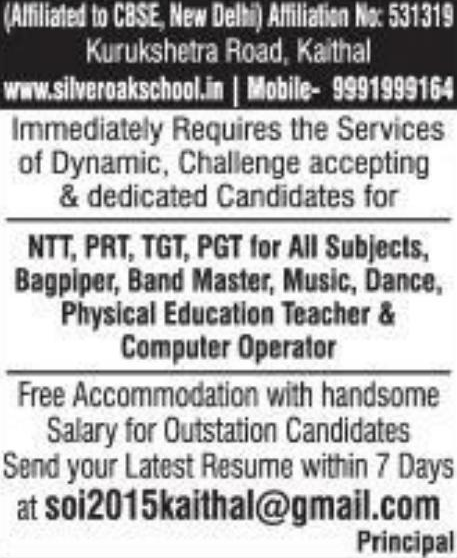 (Affiliated to CBSE, New Delhi) Affiliation No: 531319
Kurukshetra Road, Kaithal
www.silveroakschool.in | Mobile- 9991999164
Immediately Requires the Services
of Dynamic, Challenge accepting
& dedicated Candidates for
NTT, PRT, TGT, PGT for All Subjects,
Bagpiper, Band Master, Music, Dance,
Physical Education Teacher &
Computer Operator
Free Accommodation with handsome
Salary for Outstation Candidates
Send your Latest Resume within 7 Days
at soi2015kaithal@gmail.com
Principal